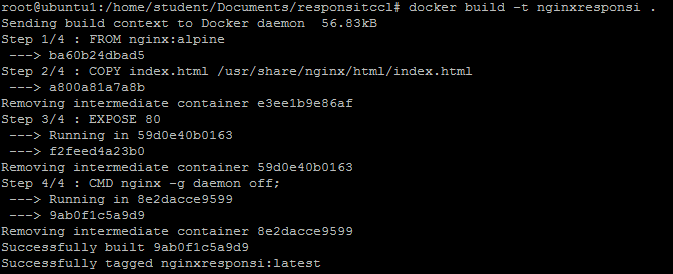 root@ubuntu1:/home/student/Documents/responsitccl# docker build -t nginxresponsi .
Sending build context to Docker daemon  56.83kB
Step 1/4 : FROM nginx:alpine
 ---> ba60b24dbad5
Step 2/4 : COPY index.html /usr/share/nginx/html/index.html
 ---> a800a81a7a8b
Removing intermediate container e3ee1b9e86af
Step 3/4 : EXPOSE 80
 ---> Running in 59d0e40b0163
 ---> f2feed4a23b0
Removing intermediate container 59d0e40b0163
Step 4/4 : CMD nginx -g daemon off;
 ---> Running in 8e2dacce9599
 ---> 9ab0f1c5a9d9
Removing intermediate container 8e2dacce9599
Successfully built 9ab0f1c5a9d9
Successfully tagged nginxresponsi:latest